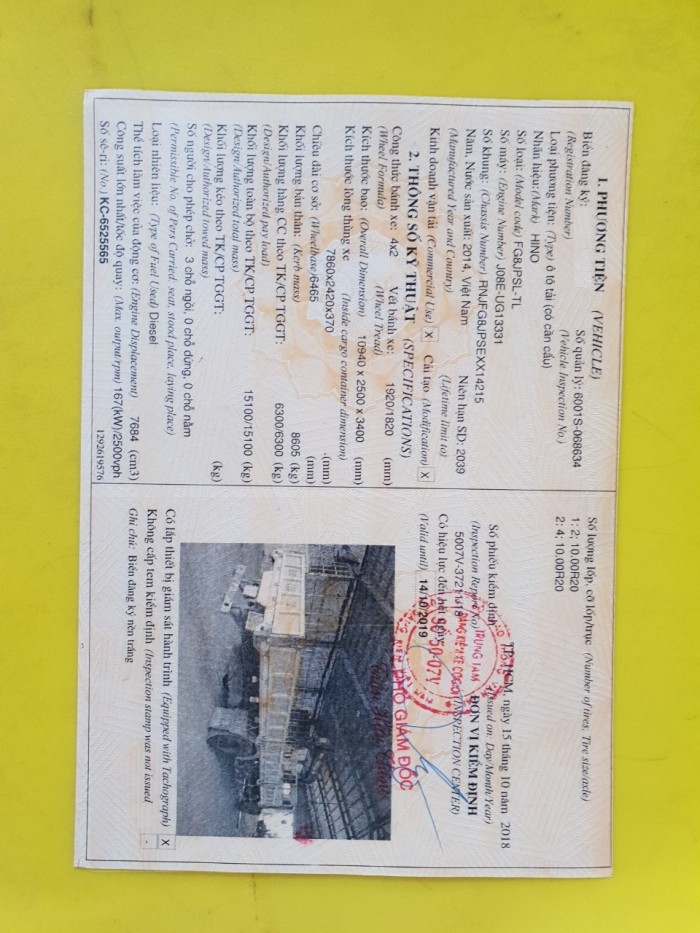 1. PHƯƠNG TIỆN (VEHICLE)
Biển đăng ký: Số quản lý: 6001S-068634
(Registration Number) (Vehicle Inspection No.)
Loại phương tiện: (Type) ô tô tải (có cần cẩu)
Nhãn hiệu: (Mark) HINO
Số loại: (Model code) FG8JPSL-TL
Số máy: (Engine Number) J08E-UG13331
Số khung: (Chassis Number) RNJFG8JPSEXX14215
Năm, Nước sản xuất: 2014, Việt Nam Niên hạn SD: 2039
(Manufactured Year and Country) (Lifetime limit to)
Kinh doanh vận tải (Commercial Use) X Cải tạo (Modification) X
2. THÔNG SỐ KỸ THUẬT (SPECIFICATIONS)
Công thức bánh xe: 4x2 Vết bánh xe: 1920/1820 (mm)
(Wheel Formula) (Wheel Tread)
Kích thước bao: (Overall Dimension) 10940 x 2500 x 3400 (mm)
Kích thước lòng thùng xe (Inside cargo container dimension)
7860x2420x370 -(mm)
Chiều dài cơ sở: (Wheelbase) 6465 (mm)
Khối lượng bản thân: (Kerb mass) 8605 (kg)
Khối lượng hàng CC theo TK/CP TGGT: 6300/6300 (kg)
(Design/Authorized pay load)
Khối lượng toàn bộ theo TK/CP TGGT: 15100/15100 (kg)
(Design/Authorized total mass)
Khối lượng kéo theo TK/CP TGGT: (kg)
(Design/Authorized towed mass)
Số người cho phép chở: 3 chỗ ngồi, 0 chỗ đứng, 0 chỗ nằm
(Permissible No. of Pers Carried: seat, stood place, laying place)
Loại nhiên liệu: (Type of Fuel Used) Diesel
Thể tích làm việc của động cơ: (Engine Displacement) 7684 (cm3)
Công suất lớn nhất/tốc độ quay: (Max. output/rpm) 167(kW)/2500vph
Số sê-ri: (No.) KC-6525565 1292619576
Số lượng lốp, cỡ lốp/trục (Number of tires, Tire size/axle)
1: 2; 10.00R20
2: 4; 10.00R20
TP.HCM, ngày 15 tháng 10 năm 2018
Số phiếu kiểm định (Issued on: Day/Month/Year)
(Inspection Report No) ĐƠN VỊ KIỂM ĐỊNH
(INSPECTION CENTER)
Có hiệu lực đến hết ngày
(Valid until) 14/10/2019
TRUNG TÂM
50-07V
PHÓ GIÁM ĐỐC
Có lắp thiết bị giám sát hành trình (Equipped with Tachograph) X
Không cấp tem kiểm định (Inspection stamp was not issued -
Ghi chú: Biển đăng ký nền trắng